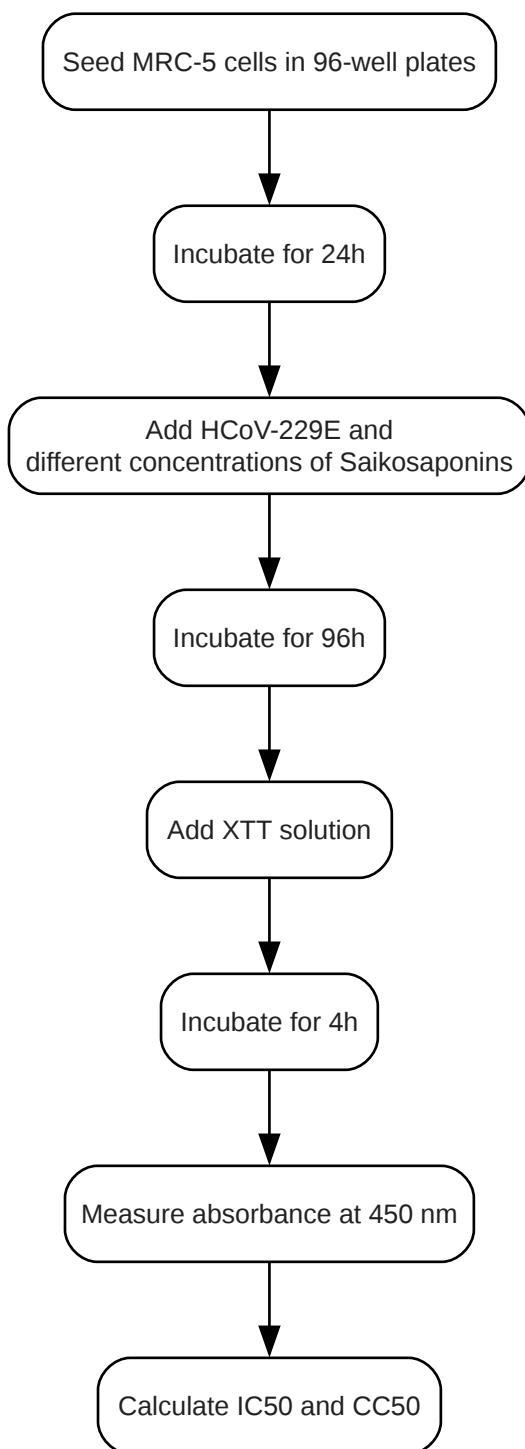 Seed MRC-5 cells in 96-well plates
Incubate for 24h
Add HCoV-229E and
different concentrations of Saikosaponins
Incubate for 96h
Add XTT solution
Incubate for 4h
Measure absorbance at 450 nm
Calculate IC50 and CC50